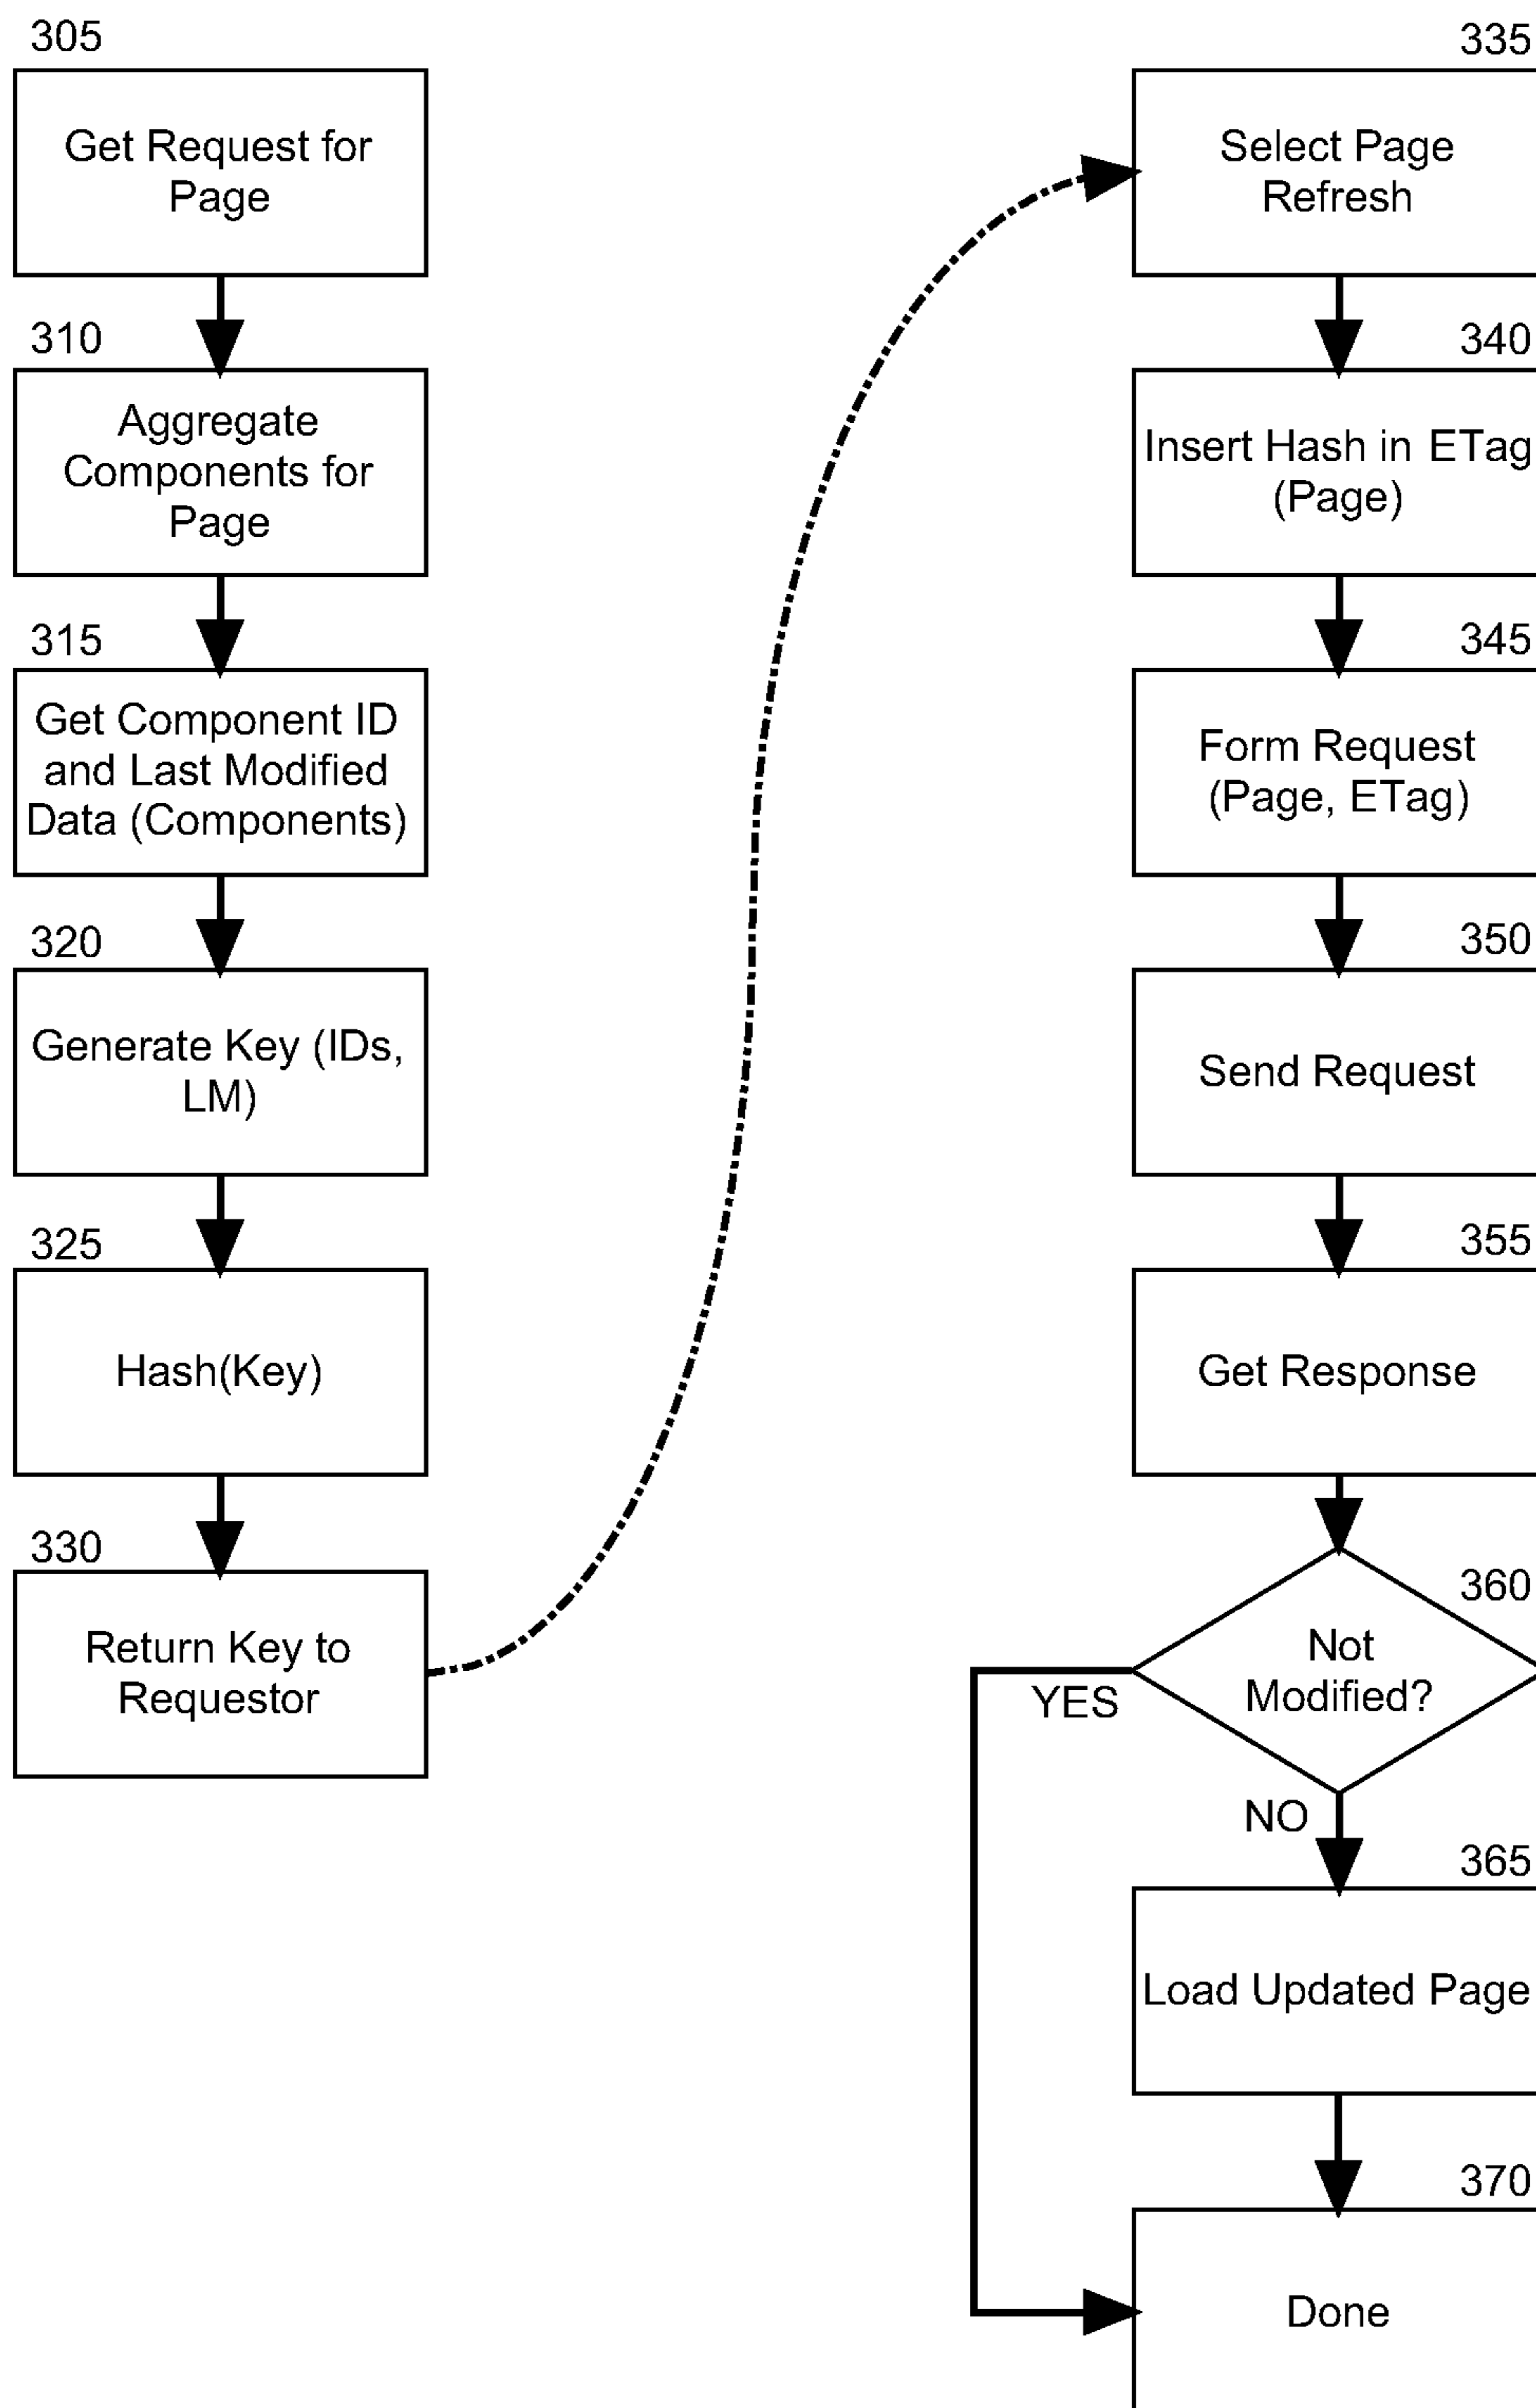 305
Get Request for
Page
310
Aggregate
Components for
Page
315
Get Component ID
and Last Modified
Data (Components)
320
Generate Key (IDs,
LM)
325
Hash(Key)
330
Return Key to
Requestor
335
Select Page
Refresh
340
Insert Hash in ETag
(Page)
345
Form Request
(Page, ETag)
350
Send Request
355
Get Response
360
Not
Modified?
YES
NO
365
Load Updated Page
370
Done